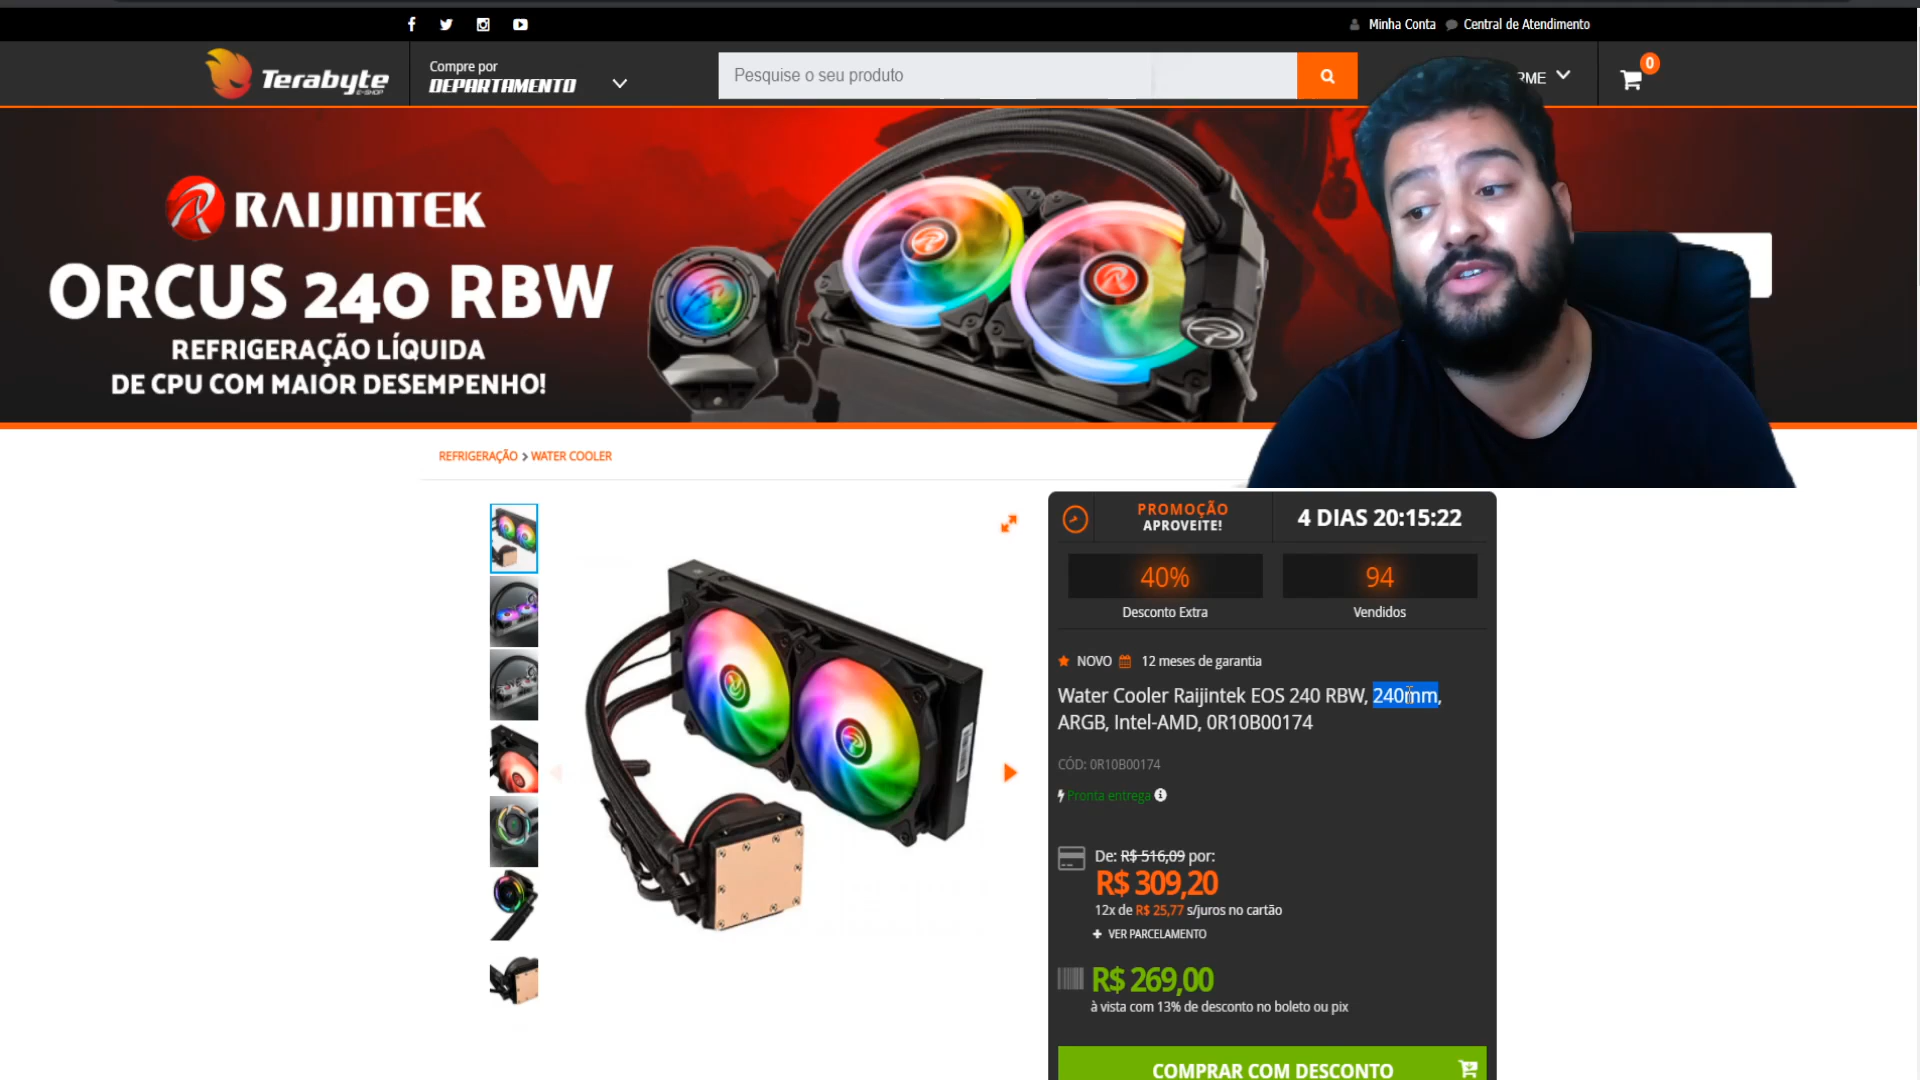 Minha Conta
Central de Atendimento
Terabyte
E-SHOP
Compre por
DEPARTAMENTO
Pesquise o seu produto
RME
0
RAIJINTEK
ORCUS 240 RBW
REFRIGERAÇÃO LÍQUIDA
DE CPU COM MAIOR DESEMPENHO!
REFRIGERAÇÃO > WATER COOLER
PROMOÇÃO
APROVEITE!
4 DIAS 20:15:22
40%
Desconto Extra
94
Vendidos
NOVO 12 meses de garantia
Water Cooler Raijintek EOS 240 RBW, 240mm,
ARGB, Intel-AMD, 0R10B00174
CÓD: 0R10B00174
Pronta entrega
De: R$ 516,09 por:
R$ 309,20
12x de R$ 25,77 s/juros no cartão
+ VER PARCELAMENTO
R$ 269,00
à vista com 13% de desconto no boleto ou pix
COMPRAR COM DESCONTO